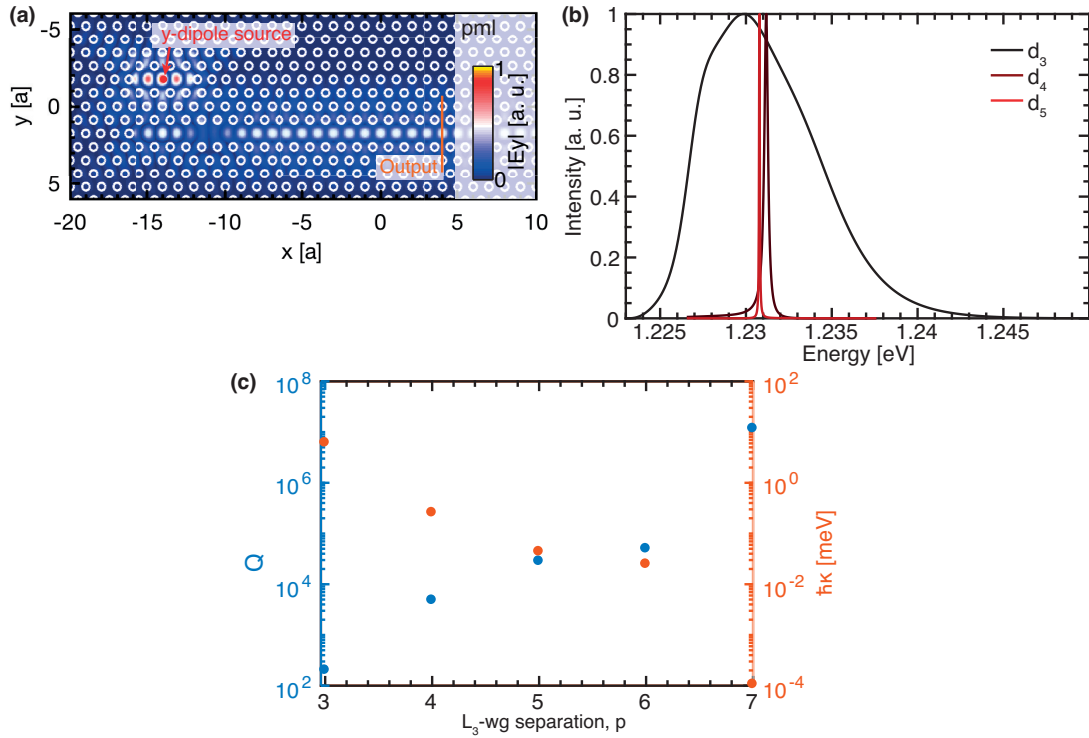 (a)
-5
0
5
y [a]
y-dipole source
pml
1
0
|Ey| [a. u.]
Output
-20 -15 -10 -5 0 5 10
x [a]
(b)
1
0.8
0.6
0.4
0.2
0
Intensity [a. u.]
d3
d4
d5
1.225 1.23 1.235 1.24 1.245
Energy [eV]
(c)
10^8
10^6
10^4
10^2
Q
10^2
10^0
10^-2
10^-4
ħκ [meV]
3 4 5 6 7
L3-wg separation, p